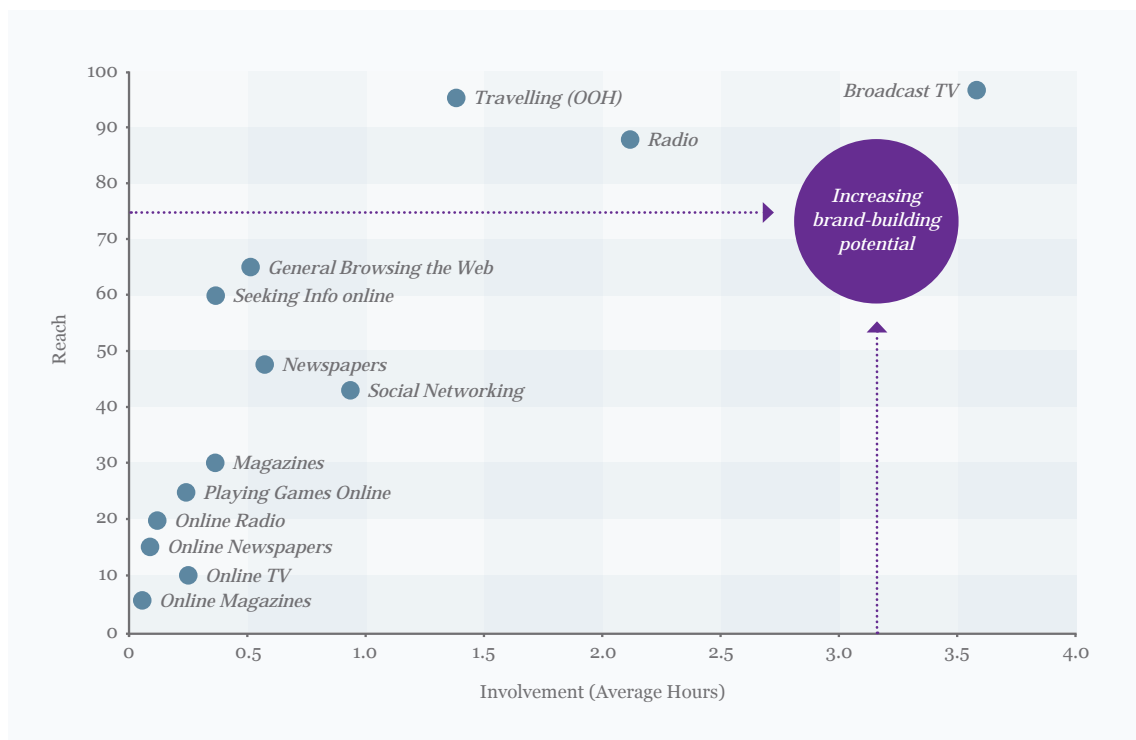 100
Travelling (OOH)
Broadcast TV
90
Radio
80
Increasing
brand-building
potential
70
General Browsing the Web
60
Seeking Info online
Reach
50
Newspapers
Social Networking
40
30
Magazines
Playing Games Online
20
Online Radio
Online Newspapers
10
Online TV
Online Magazines
0
0 0.5 1.0 1.5 2.0 2.5 3.0 3.5 4.0
Involvement (Average Hours)